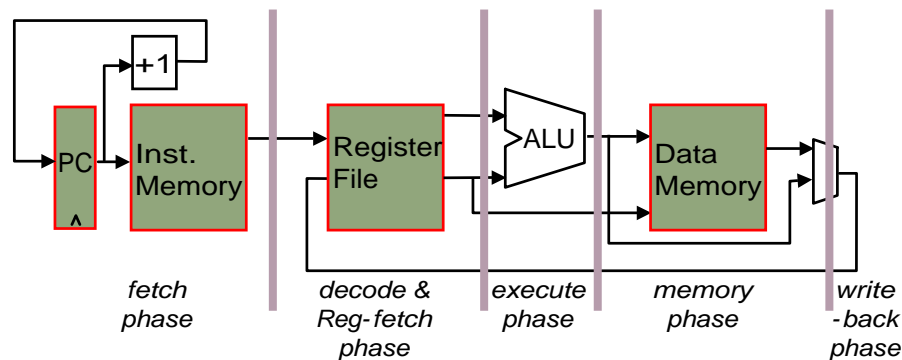 +1
PC
Inst.
Memory
Register
File
ALU
Data
Memory
fetch
phase
decode &
Reg-fetch
phase
execute
phase
memory
phase
write
-back
phase